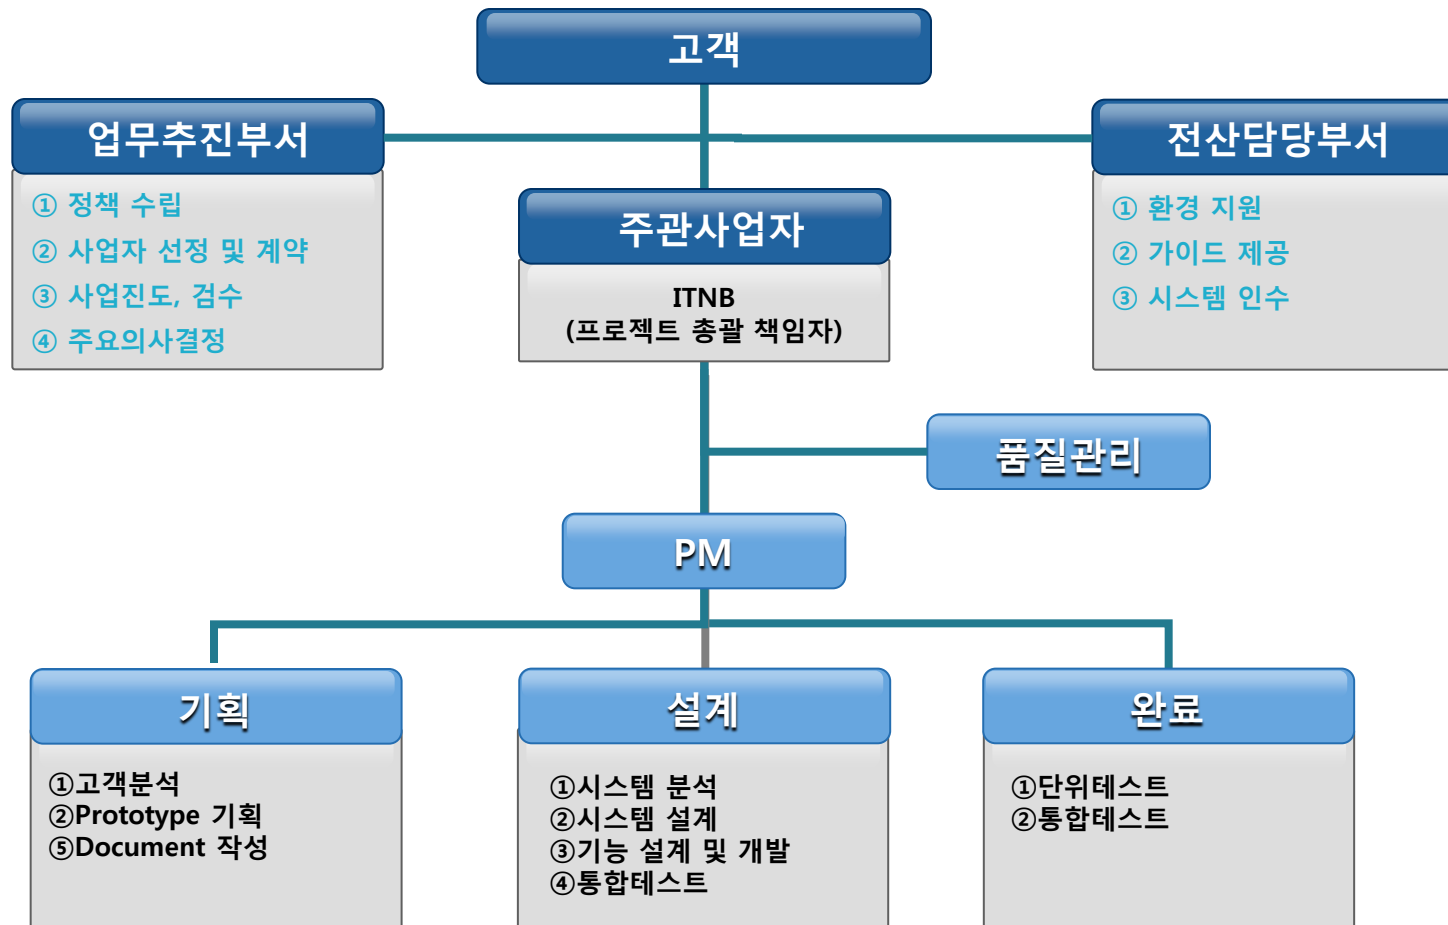 고객
업무추진부서
① 정책 수립
② 사업자 선정 및 계약
③ 사업진도, 검수
④ 주요의사결정
주관사업자
ITNB
(프로젝트 총괄 책임자)
전산담당부서
① 환경 지원
② 가이드 제공
③ 시스템 인수
품질관리
PM
기획
①고객분석
②Prototype 기획
⑤Document 작성
설계
①시스템 분석
②시스템 설계
③기능 설계 및 개발
④통합테스트
완료
①단위테스트
②통합테스트